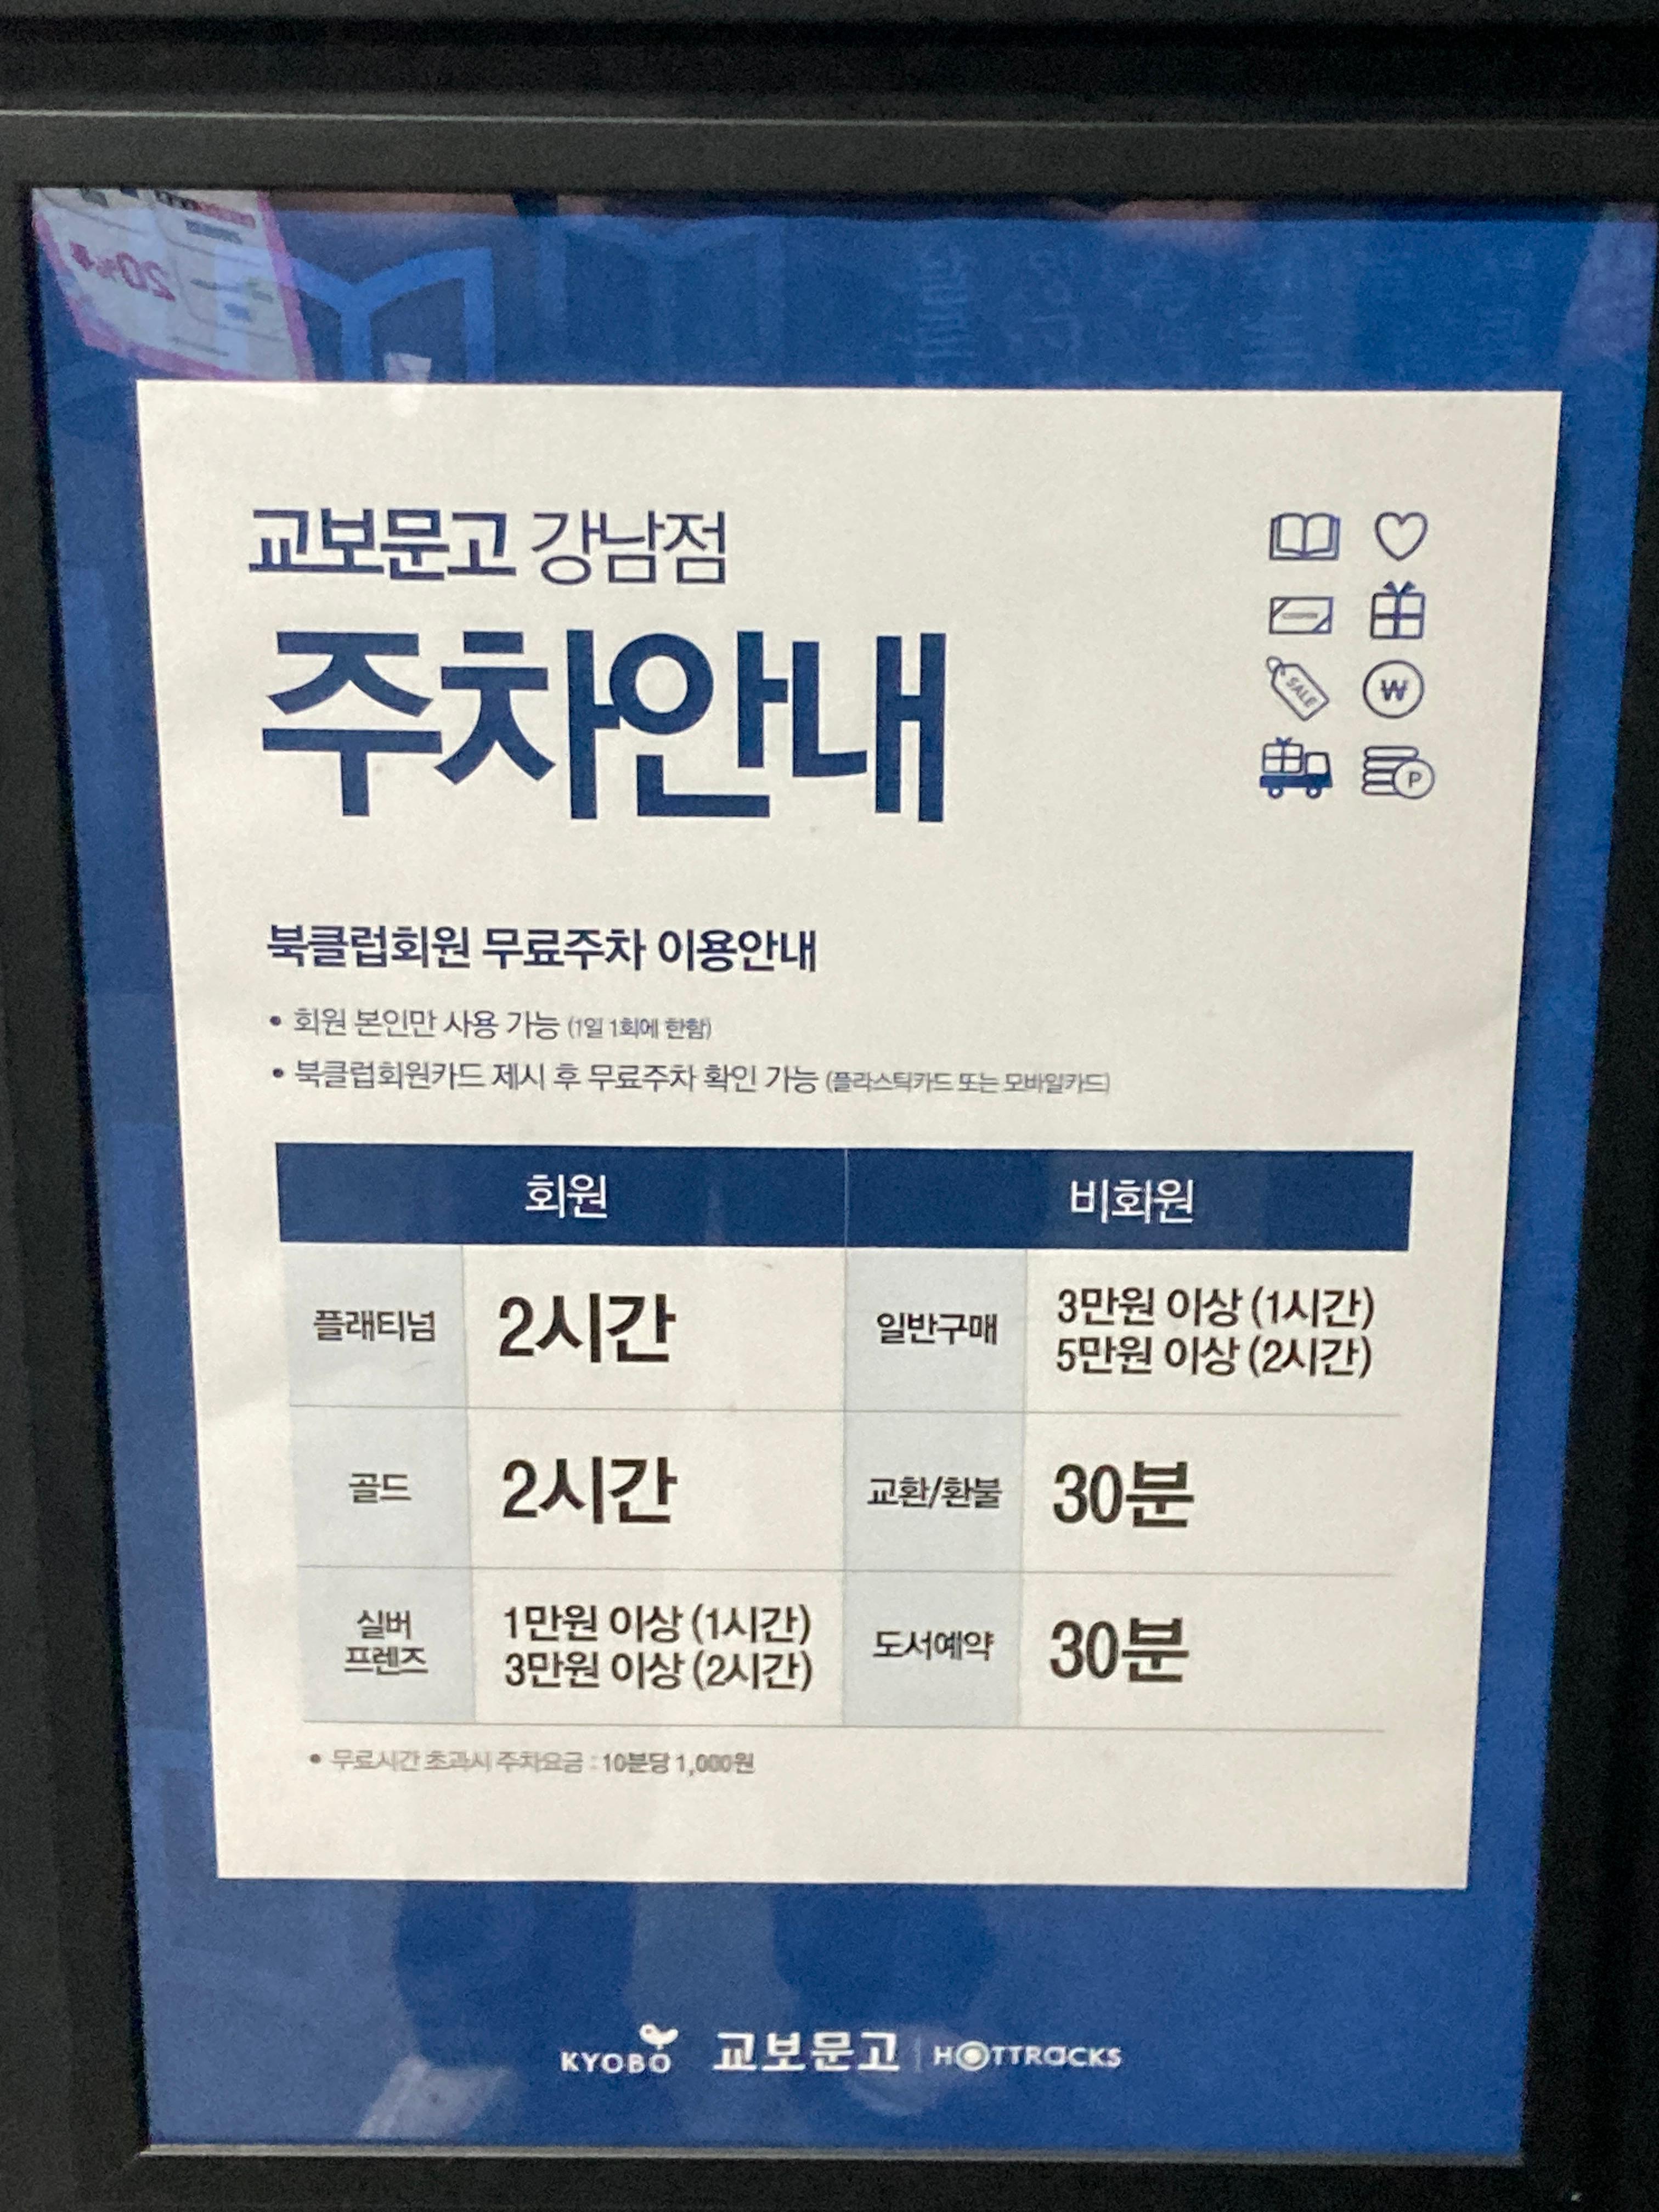 교보문고 강남점
주차안내
SALE
₩
P
북클럽회원 무료주차 이용안내
• 회원 본인만 사용 가능 (1일 1회에 한함)
• 북클럽회원카드 제시 후 무료주차 확인 가능 (플라스틱카드 또는 모바일카드)
회원 비회원
플래티넘 2시간 일반구매 3만원 이상 (1시간)
5만원 이상 (2시간)
골드 2시간 교환/환불 30분
실버
프렌즈 1만원 이상 (1시간)
3만원 이상 (2시간) 도서예약 30분
• 무료시간 초과시 주차요금 : 10분당 1,000원
KYOBO 교보문고 | HOTTRACKS